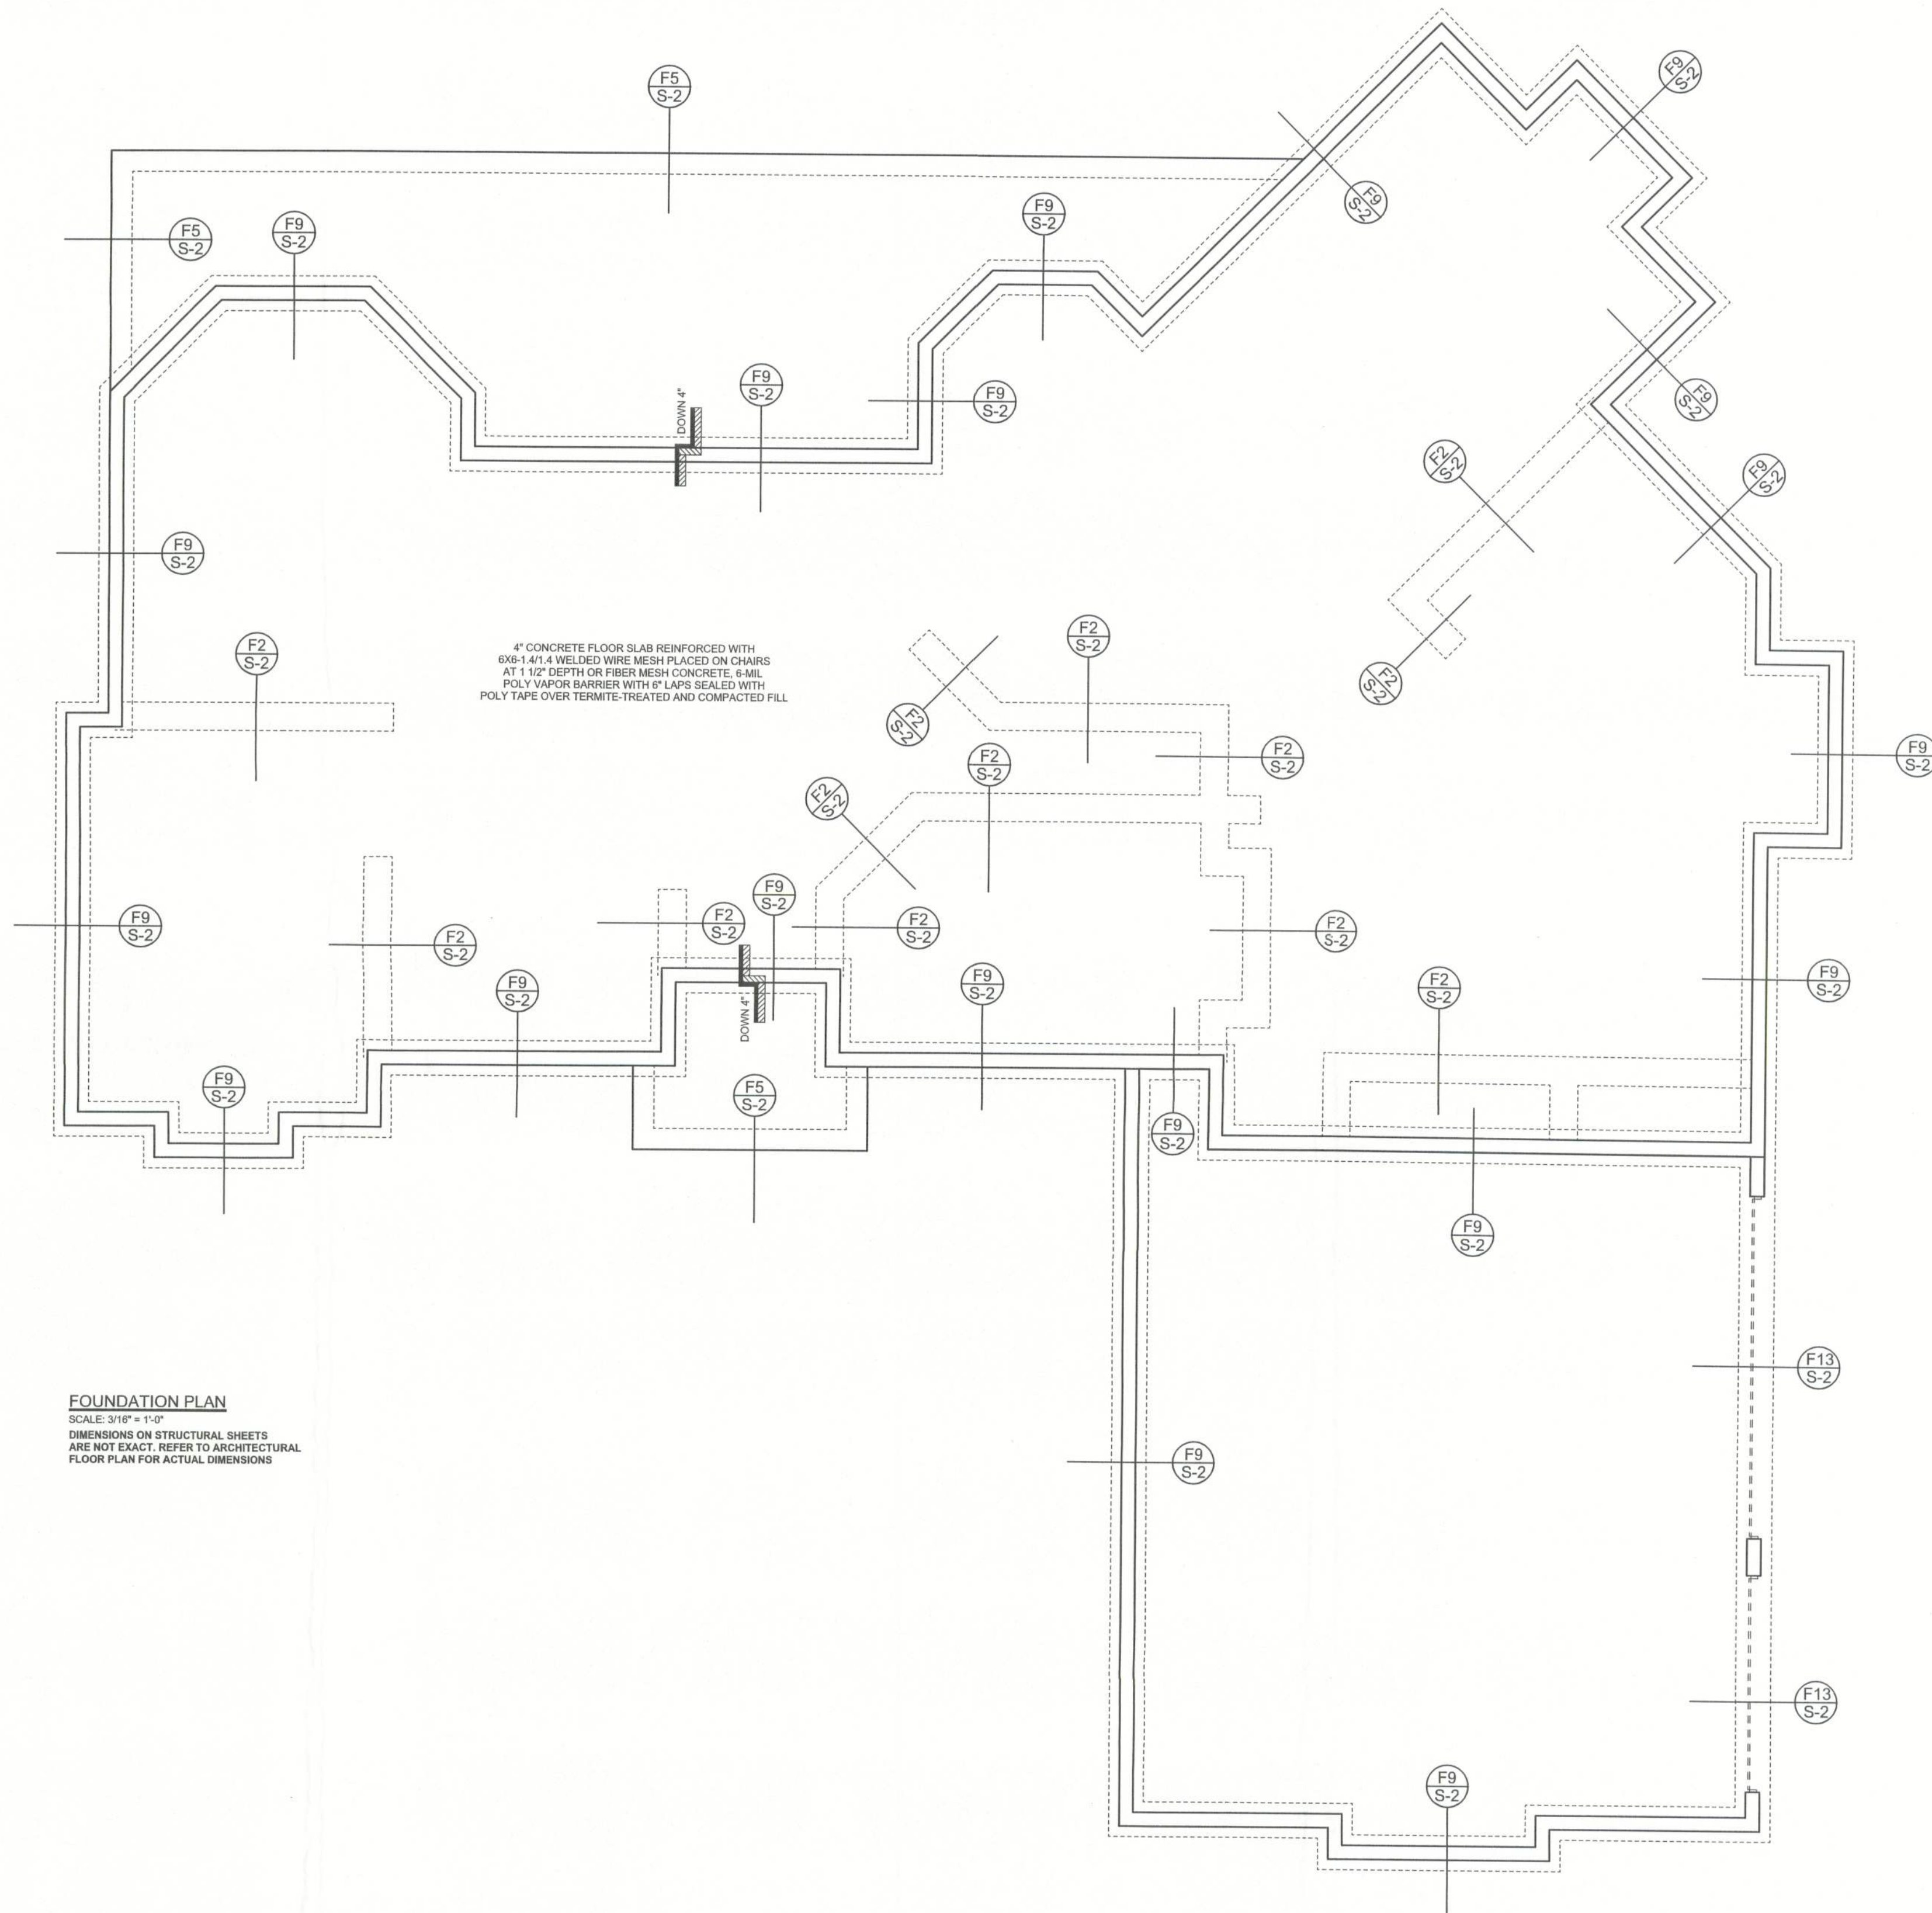 F5
S-2
F9
S-2
F9
S-2
F9
S-2
F5
S-2
F9
S-2
F9
S-2
F9
S-2
F9
S-2
DOWN 4"
F2
S-2
F9
S-2
F9
S-2
F2
S-2
F2
S-2
F2
S-2
4" CONCRETE FLOOR SLAB REINFORCED WITH
6X6-1.4/1.4 WELDED WIRE MESH PLACED ON CHAIRS
AT 1 1/2" DEPTH OR FIBER MESH CONCRETE, 6-MIL
POLY VAPOR BARRIER WITH 6" LAPS SEALED WITH
POLY TAPE OVER TERMITE-TREATED AND COMPACTED FILL
F2
S-2
F9
S-2
F2
S-2
F2
S-2
F2
S-2
F9
S-2
F9
S-2
F2
S-2
F2
S-2
F2
S-2
F2
S-2
F9
S-2
F9
S-2
F9
S-2
F2
S-2
DOWN 4"
F9
S-2
F5
S-2
F9
S-2
F9
S-2
F13
S-2
FOUNDATION PLAN
SCALE: 3/16" = 1'-0"
DIMENSIONS ON STRUCTURAL SHEETS
ARE NOT EXACT. REFER TO ARCHITECTURAL
FLOOR PLAN FOR ACTUAL DIMENSIONS
F9
S-2
F13
S-2
F9
S-2